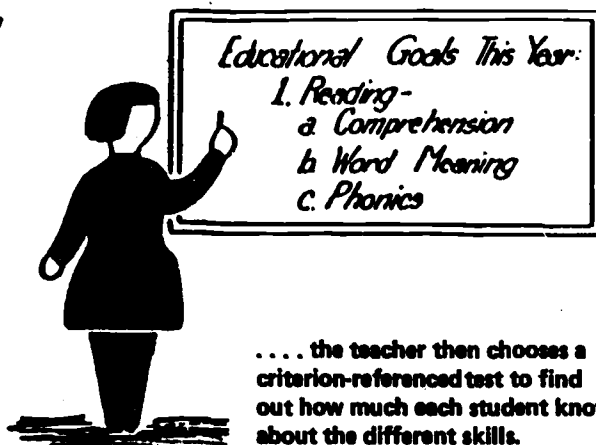 Educational Goals This Year:
1. Reading-
a. Comprehension
b. Word Meaning
c. Phonics
.... the teacher then chooses a
criterion-referenced test to find
out how much each student kno
about the different skills.